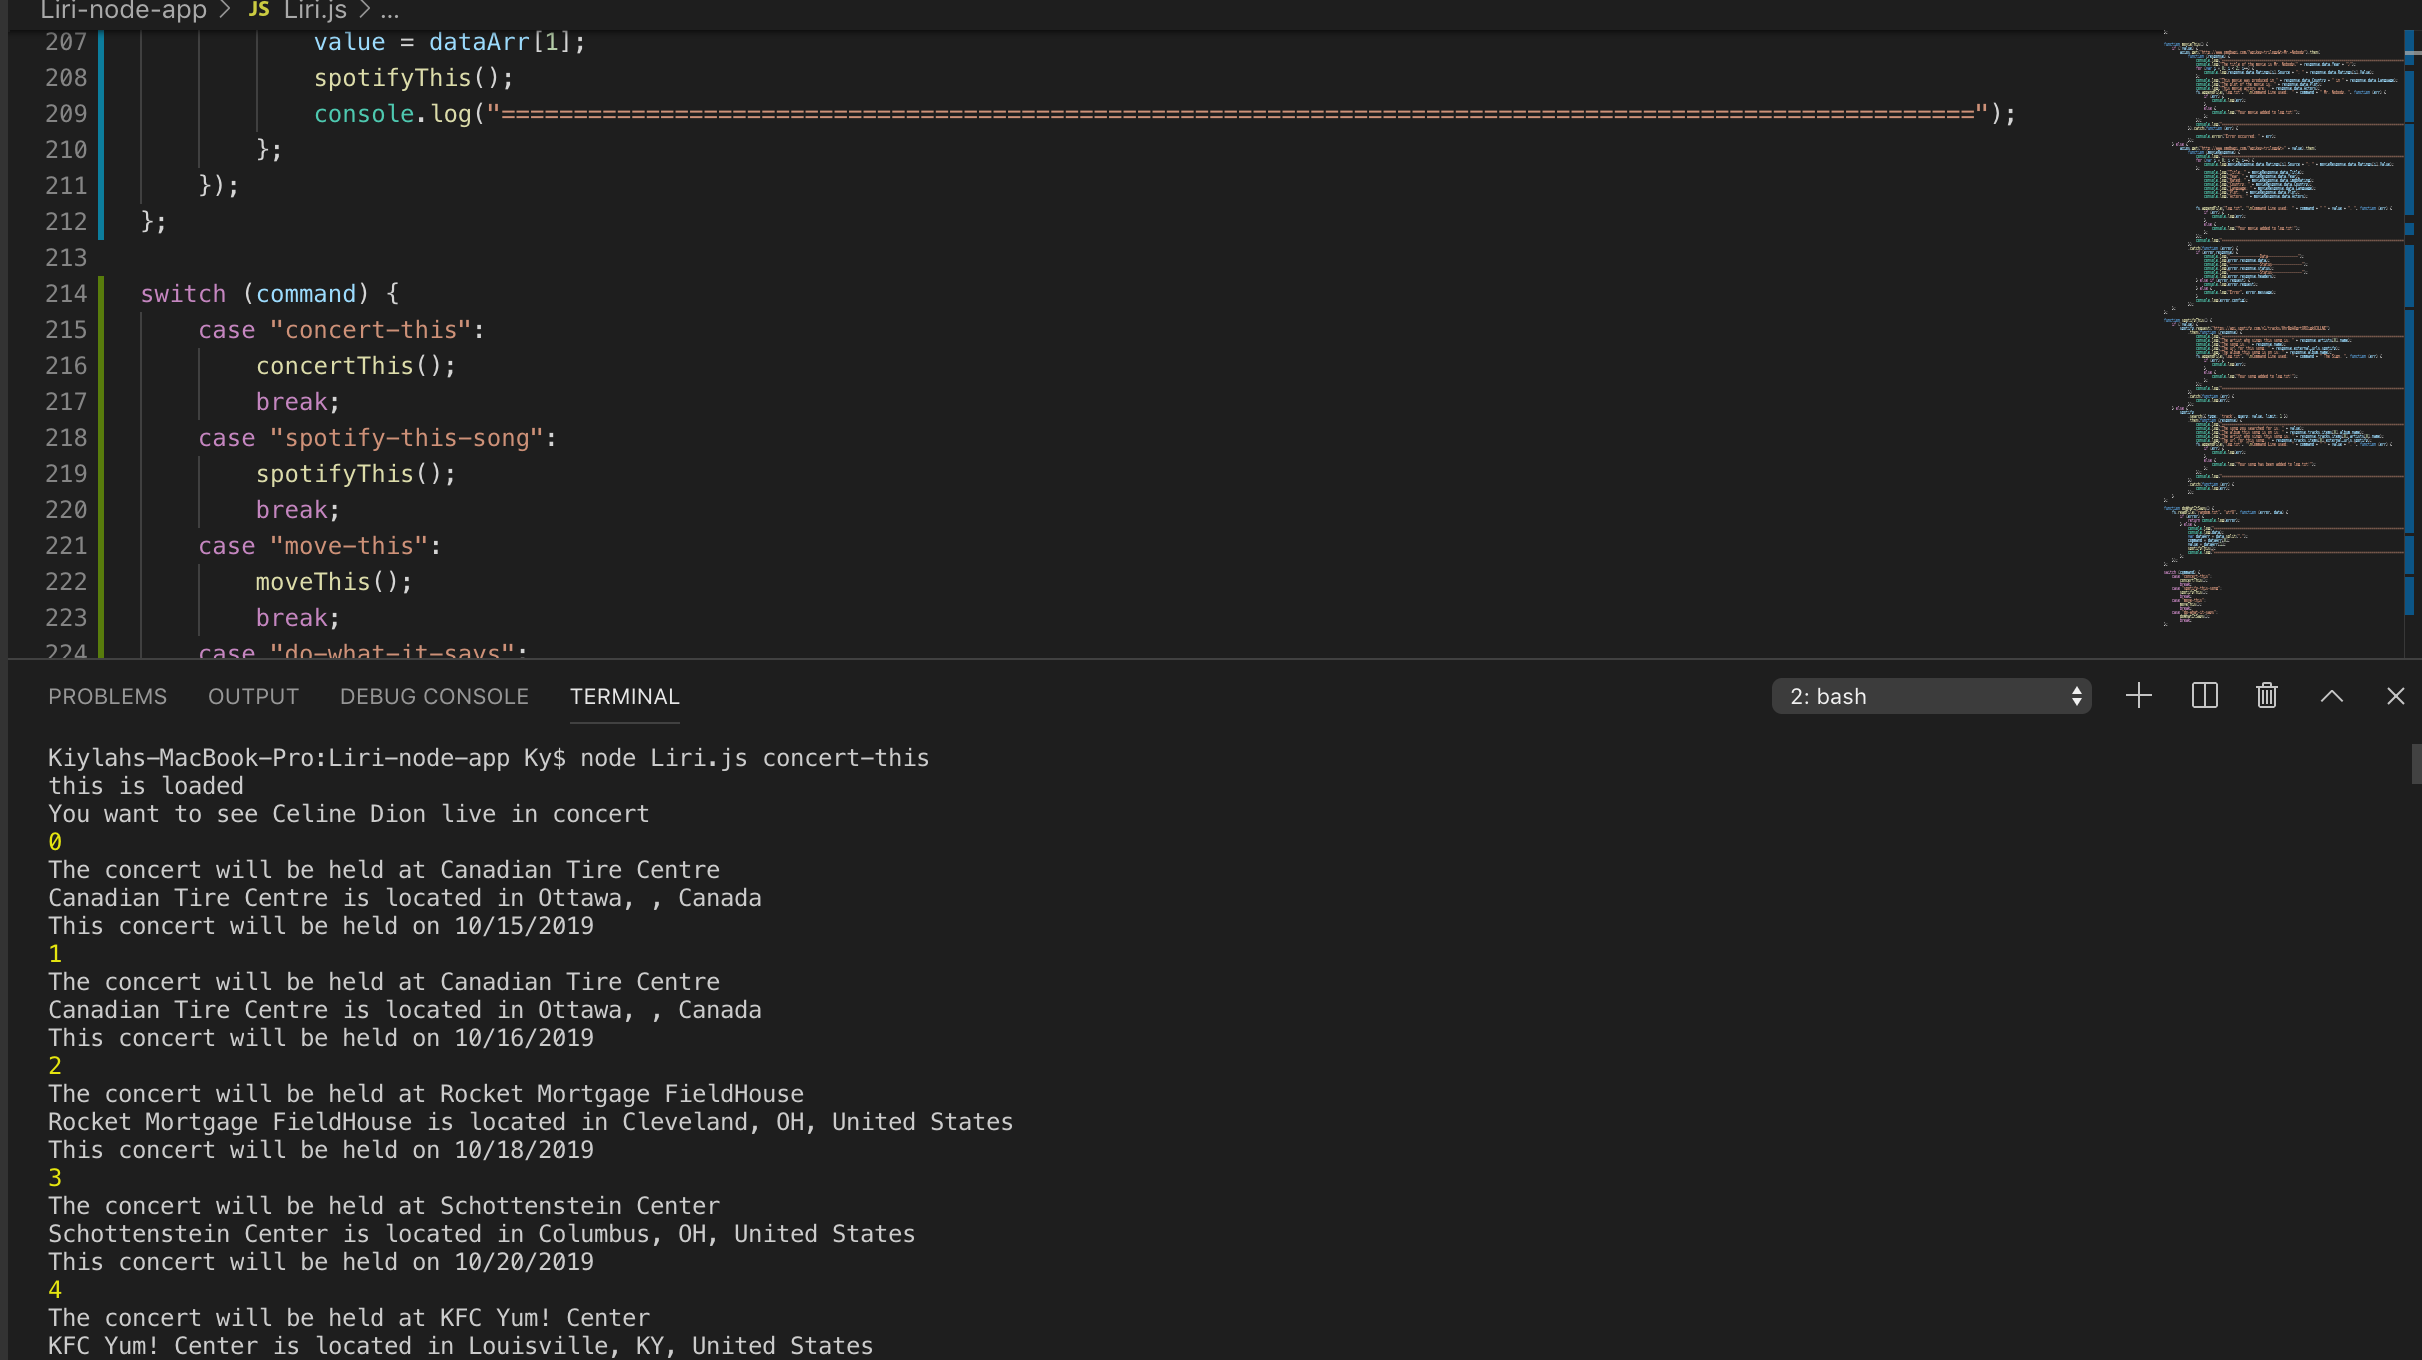 Liri-node-app > JS Liri.js > ...
207 value = dataArr[1];
208 spotifyThis();
209 console.log("======================================================================================================");
210 };
211 });
212 };
213
214 switch (command) {
215 case "concert-this":
216 concertThis();
217 break;
218 case "spotify-this-song":
219 spotifyThis();
220 break;
221 case "move-this":
222 moveThis();
223 break;
224 case "do-what-it-says":
PROBLEMS OUTPUT DEBUG CONSOLE TERMINAL 2: bash
Kiylahs-MacBook-Pro:Liri-node-app Ky$ node Liri.js concert-this
this is loaded
You want to see Celine Dion live in concert
0
The concert will be held at Canadian Tire Centre
Canadian Tire Centre is located in Ottawa, , Canada
This concert will be held on 10/15/2019
1
The concert will be held at Canadian Tire Centre
Canadian Tire Centre is located in Ottawa, , Canada
This concert will be held on 10/16/2019
2
The concert will be held at Rocket Mortgage FieldHouse
Rocket Mortgage FieldHouse is located in Cleveland, OH, United States
This concert will be held on 10/18/2019
3
The concert will be held at Schottenstein Center
Schottenstein Center is located in Columbus, OH, United States
This concert will be held on 10/20/2019
4
The concert will be held at KFC Yum! Center
KFC Yum! Center is located in Louisville, KY, United States